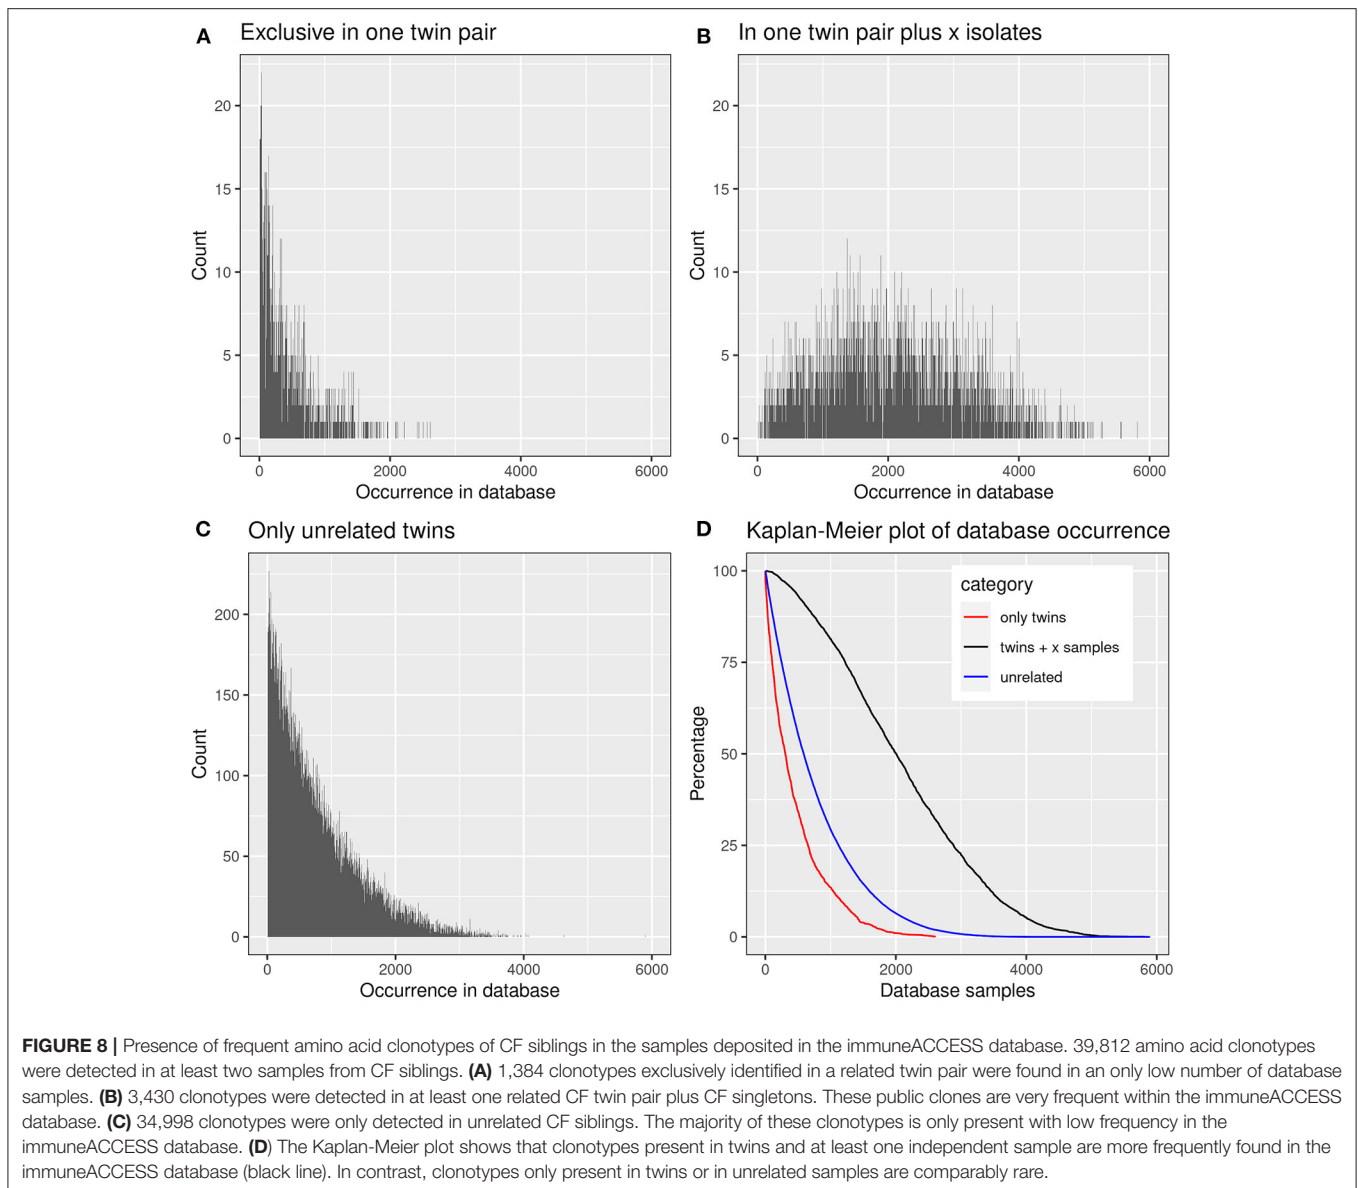 A Exclusive in one twin pair
20
15
10
5
0
Count
0 2000 4000 6000
Occurrence in database
B In one twin pair plus x isolates
20
15
10
5
0
Count
0 2000 4000 6000
Occurrence in database
C Only unrelated twins
200
150
100
50
0
Count
0 2000 4000 6000
Occurrence in database
D Kaplan-Meier plot of database occurrence
100
75
50
25
0
Percentage
category
only twins
twins + x samples
unrelated
0 2000 4000 6000
Database samples
FIGURE 8 | Presence of frequent amino acid clonotypes of CF siblings in the samples deposited in the immuneACCESS database. 39,812 amino acid clonotypes
were detected in at least two samples from CF siblings. (A) 1,384 clonotypes exclusively identified in a related twin pair were found in an only low number of database
samples. (B) 3,430 clonotypes were detected in at least one related CF twin pair plus CF singletons. These public clones are very frequent within the immuneACCESS
database. (C) 34,998 clonotypes were only detected in unrelated CF siblings. The majority of these clonotypes is only present with low frequency in the
immuneACCESS database. (D) The Kaplan-Meier plot shows that clonotypes present in twins and at least one independent sample are more frequently found in the
immuneACCESS database (black line). In contrast, clonotypes only present in twins or in unrelated samples are comparably rare.